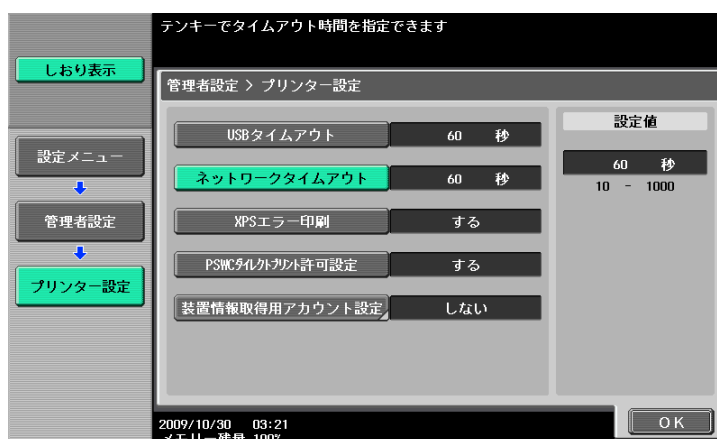 テンキーでタイムアウト時間を指定できます
しおり表示
管理者設定 > プリンター設定
設定メニュー
管理者設定
プリンター設定
USBタイムアウト 60 秒
ネットワークタイムアウト 60 秒
XPSエラー印刷 する
PSWCダイレクトプリント許可設定 する
装置情報取得用アカウント設定 しない
設定値
60 秒
10 - 1000
2009/10/30 03:21
メモリー残量 100%
OK